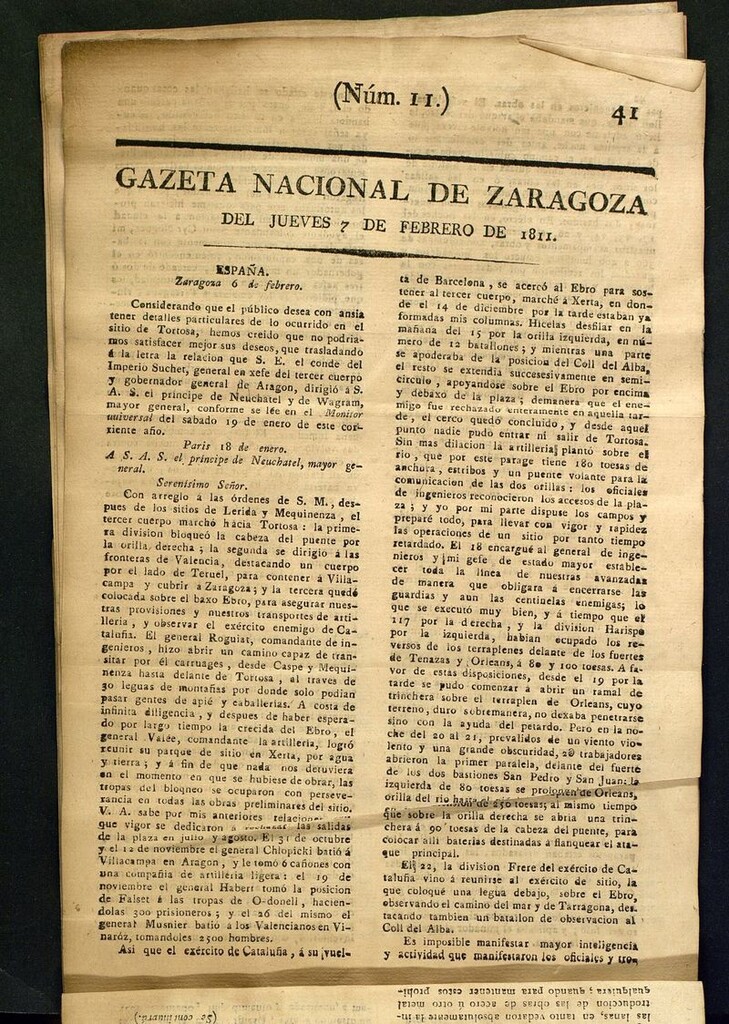 (Núm. 11.)
41
GAZETA NACIONAL DE ZARAGOZA
DEL JUEVES 7 DE FEBRERO DE 1811.
ESPAÑA.
Zaragoza 6 de febrero.
Considerando que el público desea con ansia
tener detalles particulares de lo ocurrido en el
sitio de Tortosa, hemos creido que no podria-
mos satisfacer mejor sus deseos, que trasladando
á la letra la relacion que S. E. el conde del
Imperio Suchet, general en xefe del tercer cuerpo
y gobernador general de Aragon, dirigió á S.
A. S. el príncipe de Neuchatel y de Wagram,
mayor general, conforme se lée en el Monitor
universal del sabado 19 de enero de este cor-
riente año.
Paris 18 de enero.
A S. A. S. el príncipe de Neuchatel, mayor ge-
neral.
Serenisimo Señor.
Con arreglo á las órdenes de S. M., des-
pues de los sitios de Lerida y Mequinenza, el
tercer cuerpo marchó hácia Tortosa: la prime-
ra division bloqueó la cabeza del puente por
la orilla derecha; la segunda se dirigio á las
fronteras de Valencia, destacando un cuerpo
por el lado de Teruel, para contener á Villa-
campa y cubrir á Zaragoza; y la tercera quedó
colocada sobre el baxo Ebro, para asegurar nues-
tras provisiones y nuestros transportes de arti-
lleria, y observar el exército enemigo de Ca-
taluña. El general Rogniat, comandante de in-
genieros, hizo abrir un camino capaz de tran-
sitar por él carruages, desde Caspe y Mequi-
nenza hasta delante de Tortosa, al traves de
30 leguas de montañas por donde solo podian
pasar gentes de apié y caballerias. A costa de
infinita diligencia, y despues de haber espera-
do por largo tiempo la crecida del Ebro, el
general Valée, comandante la artilleria, logró
reunir su parque de sitio en Xerta, por agua
y tierra; y á fin de que nada nos detuviera
en el momento en que se hubiese de obrar, las
tropas del bloqueo se ocuparon con perseve-
rancia en todas las obras preliminares del sitio.
V. A. sabe por mis anteriores relaciones
que vigor se dedicaron á rechazar las salidas
de la plaza en julio y agosto. El 31 de octubre
y el 12 de noviembre el general Chlopicki batió á
Villacampa en Aragon, y le tomó 6 cañones con
una compañia de artilleria ligera: el 19 de
noviembre el general Habert tomó la posicion
de Falset á las tropas de O-donell, hacien-
dolas 300 prisioneros; y el 26 del mismo el
general Musnier batió á los Valencianos en Vi-
naróz, tomandoles 2500 hombres.
Asi que el exército de Cataluña, á su vuel-
ta de Barcelona, se acercó al Ebro para sos-
tener al tercer cuerpo, marché á Xerta, en don-
de el 14 de diciembre por la tarde estaban ya
formadas mis columnas. Hicelas desfilar en la
mañana del 15 por la orilla izquierda, en nú-
mero de 12 batallones; y mientras una parte
se apoderaba de la posicion del Coll del Alba,
el resto se extendia succesivamente en semi-
circulo, apoyandose sobre el Ebro por encima
y debaxo de la plaza; demanera que el ene-
migo fue rechazado enteramente en aquella tar-
de, el cerco quedó concluido, y desde aquel
punto nadie pudo entrar ni salir de Tortosa.
Sin mas dilacion la artilleria plantó sobre el
rio, que por este parage tiene 180 toesas de
anchura, estribos y un puente volante para la
comunicacion de las dos orillas: los oficiales
de ingenieros reconocieron los accesos de la pla-
za; y yo por mi parte dispuse los campos y
preparé todo, para llevar con vigor y rapidez
las operaciones de un sitio por tanto tiempo
retardado. El 18 encargué al general de inge-
nieros y mi gefe de estado mayor estable-
cer toda la línea de nuestras avanzadas
de manera que obligara á encerrarse las
guardias y aun las centinelas enemigas; lo
que se executó muy bien, y á tiempo que el
117 por la derecha, y la division Harispe
por la izquierda, habian ocupado los re-
versos de los terraplenes delante de los fuertes
de Tenazas y Orleans, á 80 y 100 toesas. A fa-
vor de estas disposiciones, desde el 19 por la
tarde se pudo comenzar á abrir un ramal de
trinchera sobre el terraplen de Orleans, cuyo
terreno, duro sobremanera, no dexaba penetrarse
sino con la ayuda del petardo. Pero en la no-
che del 20 al 21, prevalidos de un viento vio-
lento y una grande obscuridad, 2000 trabajadores
abrieron la primer paralela, delante del fuerte
de los dos bastiones San Pedro y San Juan: la
izquierda de 80 toesas se de Orleans,
orilla del rio hasta de 250 toesas; al mismo tiempo
que sobre la orilla derecha se abria una trin-
chera á 90 toesas de la cabeza del puente, para
colocar alli baterias destinadas á flanquear el ata-
que principal.
El 22, la division Frere del exército de Ca-
taluña vino á reunirse al exército de sitio, la
que coloqué una legua debajo, sobre el Ebro,
observando el camino del mar y de Tarragona, des-
tacando tambien un batallon de observacion al
Coll del Alba.
Es imposible manifestar mayor inteligencia
y actividad que manifestaron los oficiales y tro-
(Se continuará.)